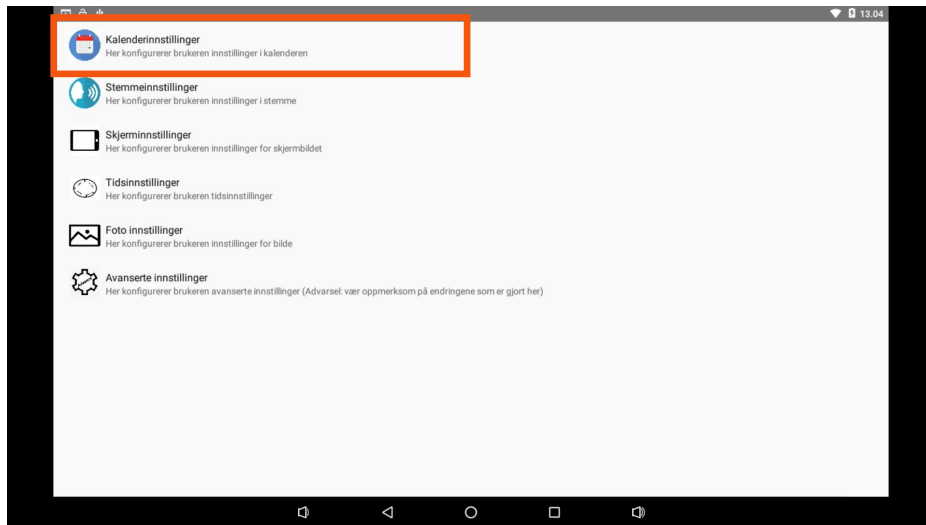 13.04
Kalenderinnstillinger
Her konfigurerer brukeren innstillinger i kalenderen
Stemmeinnstillinger
Her konfigurerer brukeren innstillinger i stemme
Skjerminnstillinger
Her konfigurerer brukeren innstillinger for skjermbildet
Tidsinnstillinger
Her konfigurerer brukeren tidsinnstillinger
Foto innstillinger
Her konfigurerer brukeren innstillinger for bilde
Avanserte innstillinger
Her konfigurerer brukeren avanserte innstillinger (Advarsel: vær oppmerksom på endringene som er gjort her)